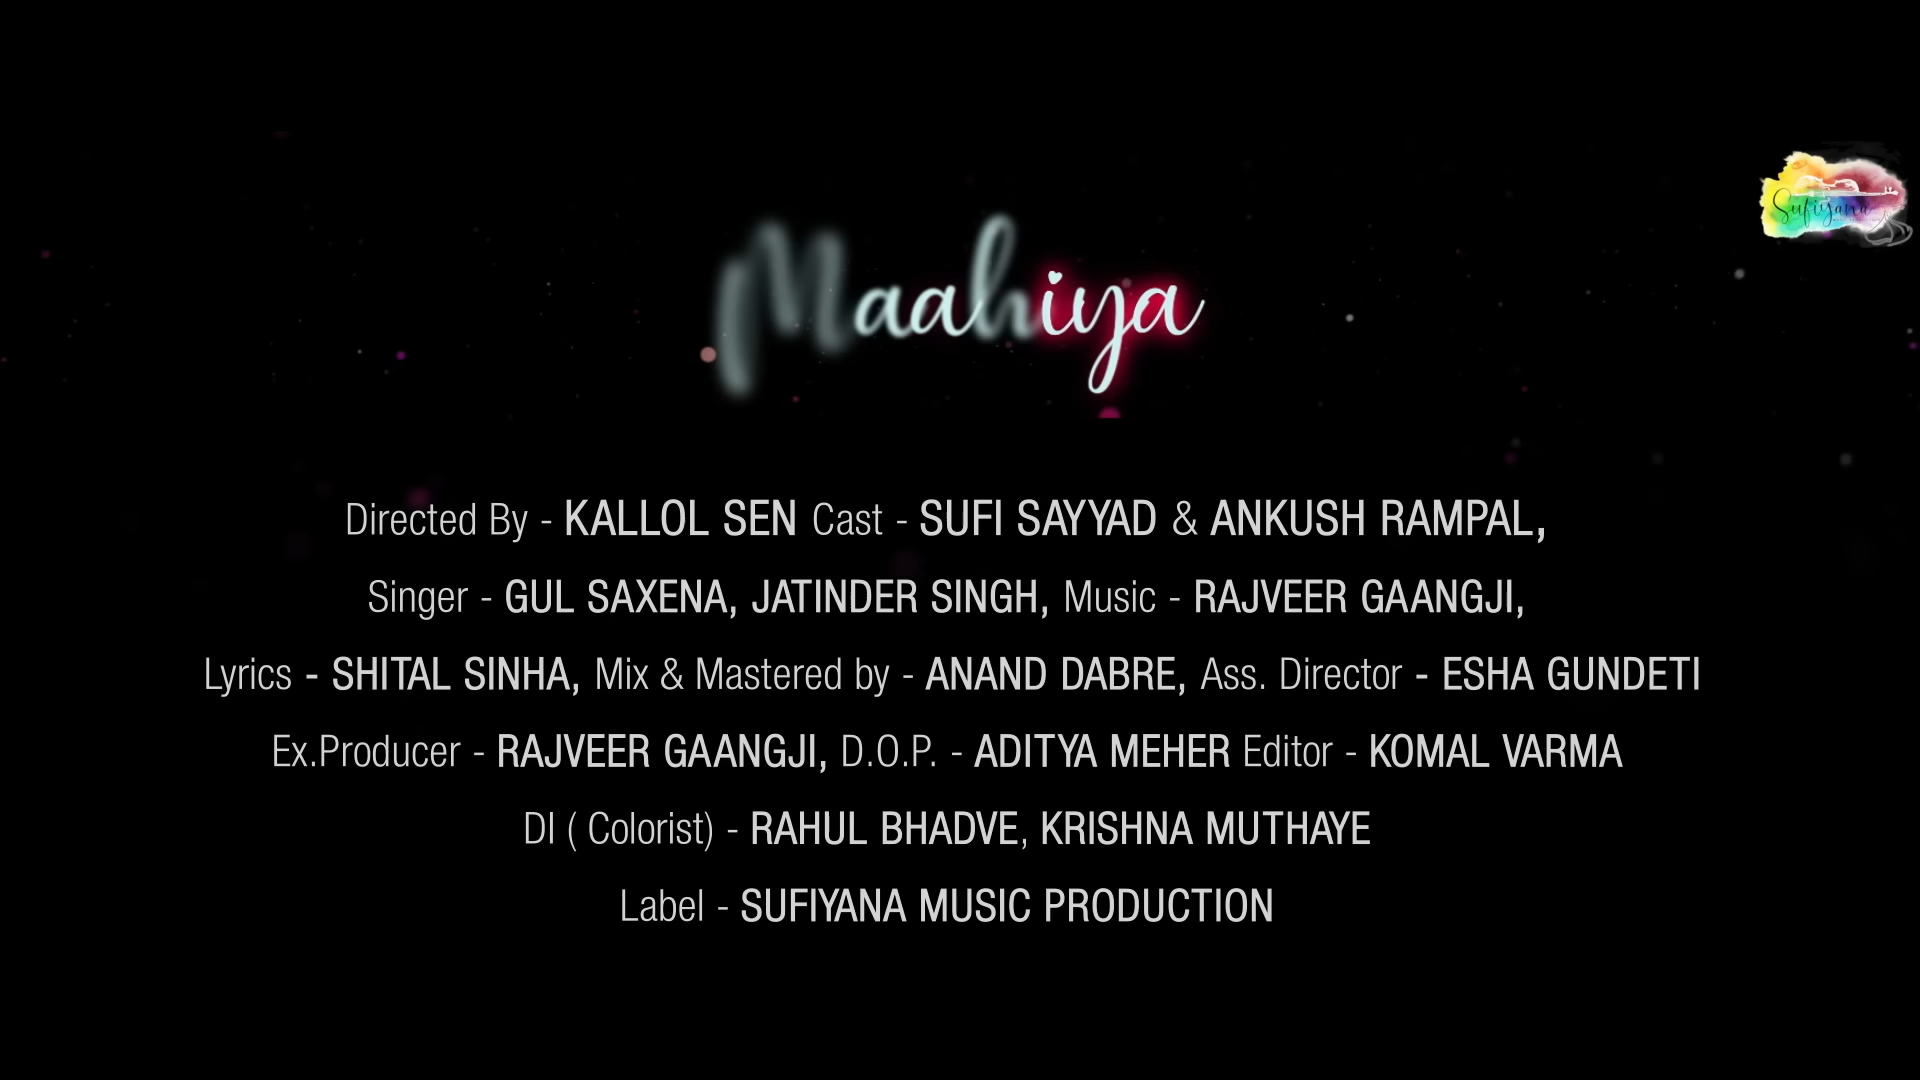 Sufiyana
Maahiya
Directed By - KALLOL SEN Cast - SUFI SAYYAD & ANKUSH RAMPAL,
Singer - GUL SAXENA, JATINDER SINGH, Music - RAJVEER GAANGJI,
Lyrics - SHITAL SINHA, Mix & Mastered by - ANAND DABRE, Ass. Director - ESHA GUNDETI
Ex.Producer - RAJVEER GAANGJI, D.O.P. - ADITYA MEHER Editor - KOMAL VARMA
DI ( Colorist) - RAHUL BHADVE, KRISHNA MUTHAYE
Label - SUFIYANA MUSIC PRODUCTION